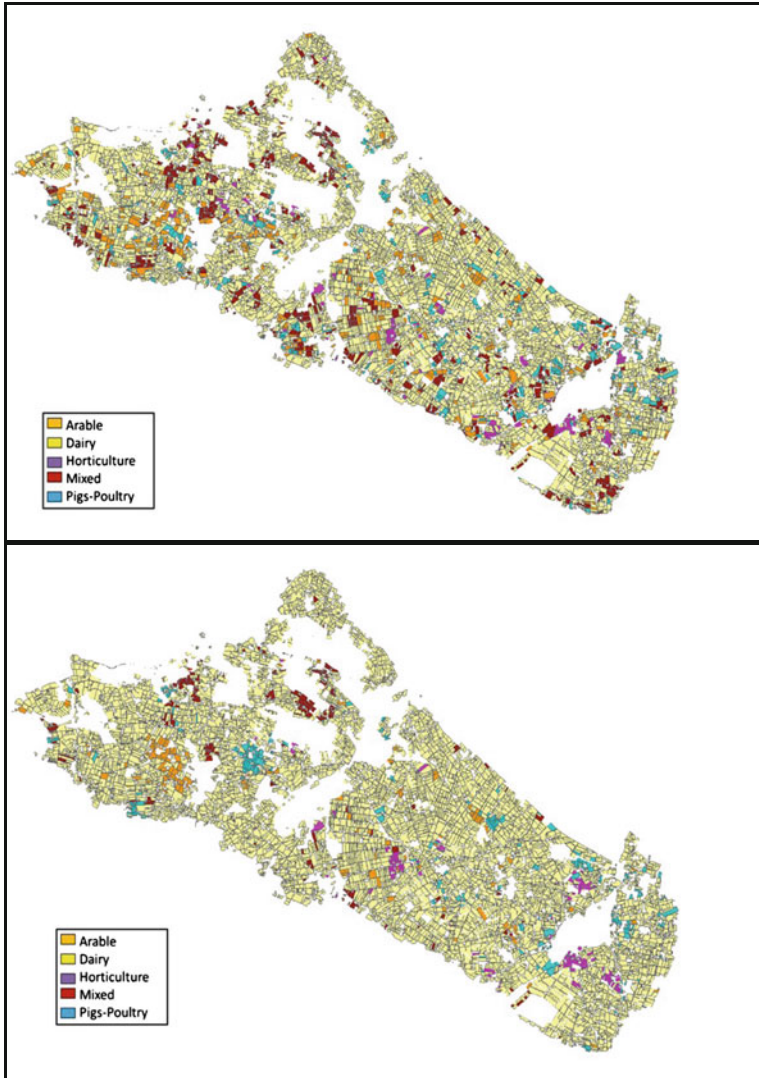 Arable
Dairy
Horticulture
Mixed
Pigs-Poultry
Arable
Dairy
Horticulture
Mixed
Pigs-Poultry